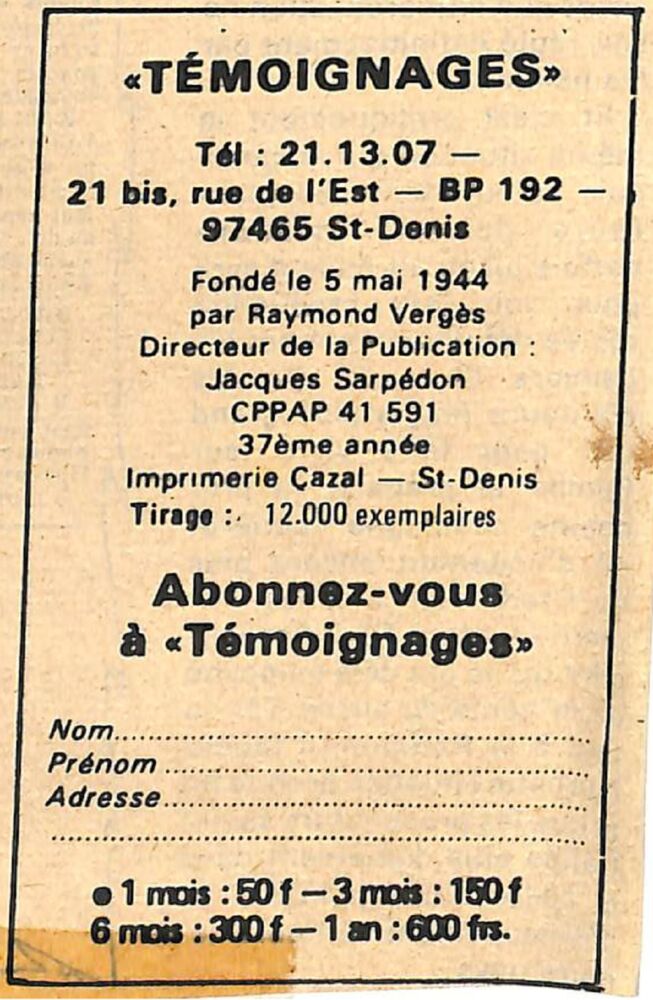 «TÉMOIGNAGES»
Tél : 21.13.07 —
21 bis, rue de l'Est — BP 192 —
97465 St-Denis
Fondé le 5 mai 1944
par Raymond Vergès
Directeur de la Publication :
Jacques Sarpédon
CPPAP 41 591
37ème année
Imprimerie Cazal — St-Denis
Tirage : 12.000 exemplaires
Abonnez-vous
à «Témoignages»
Nom..........................................................
Prénom .....................................................
Adresse.....................................................
..................................................................
● 1 mois : 50 f — 3 mois : 150 f
6 mois : 300 f — 1 an : 600 frs.